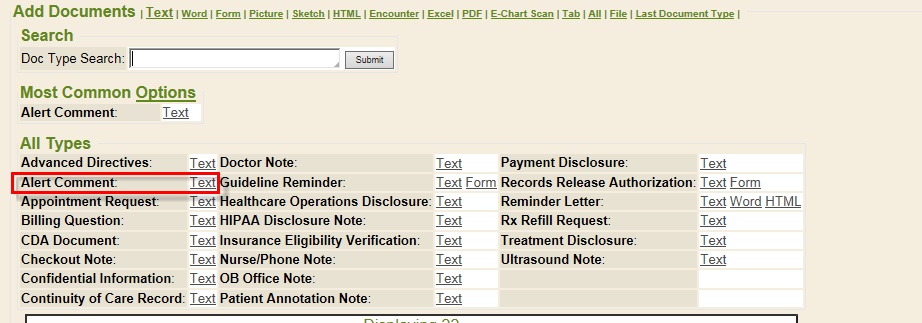 Add Documents | Text | Word | Form | Picture | Sketch | HTML | Encounter | Excel | PDF | E-Chart Scan | Tab | All | File | Last Document Type |
Search
Doc Type Search: Submit
Most Common Options
Alert Comment: Text
All Types
Advanced Directives: Text Doctor Note: Text Payment Disclosure: Text
Alert Comment: Text Guideline Reminder: Text Form Records Release Authorization: Text Form
Appointment Request: Text Healthcare Operations Disclosure: Text Reminder Letter: Text Word HTML
Billing Question: Text HIPAA Disclosure Note: Text Rx Refill Request: Text
CDA Document: Text Insurance Eligibility Verification: Text Treatment Disclosure: Text
Checkout Note: Text Nurse/Phone Note: Text Ultrasound Note: Text
Confidential Information: Text OB Office Note: Text
Continuity of Care Record: Text Patient Annotation Note: Text
Displaying 22